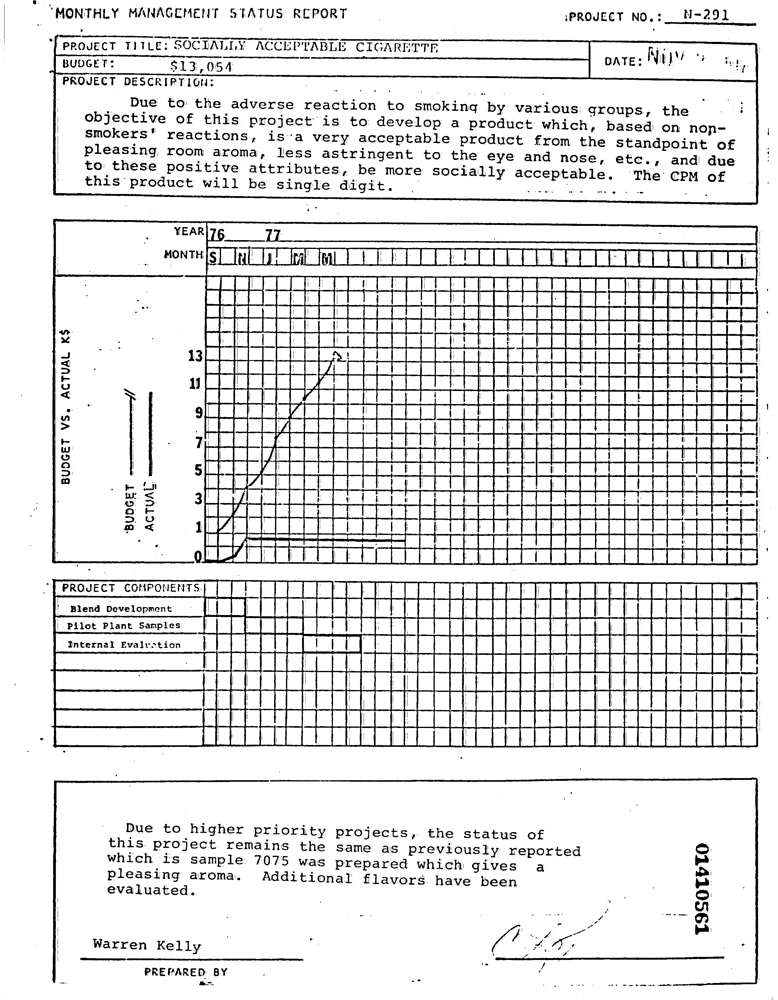 MONTHLY MANAGEMENT STATUS REPORT
PROJECT NO.: N-291
PROJECT TITLE: SOCIALLY ACCEPTABLE CIGARETTE
BUDGET: $13,054
DATE: NOV
PROJECT DESCRIPTION:
Due to the adverse reaction to smoking by various groups, the
objective of this project is to develop a product which, based on non-
smokers' reactions, is a very acceptable product from the standpoint of
pleasing room aroma, less astringent to the eye and nose, etc., and due
to these positive attributes, be more socially acceptable. The CPM of
this product will be single digit.
YEAR 76 77
MONTH S N J M M
BUDGET VS. ACTUAL K$
BUDGET
ACTUAL
13
11
9
7
5
3
1
0
PROJECT COMPONENTS
Blend Development
Pilot Plant Samples
Internal Evaluation
Due to higher priority projects, the status of
this project remains the same as previously reported
which is sample 7075 was prepared which gives a
pleasing aroma. Additional flavors have been
evaluated.
01410561
Warren Kelly
PREPARED BY